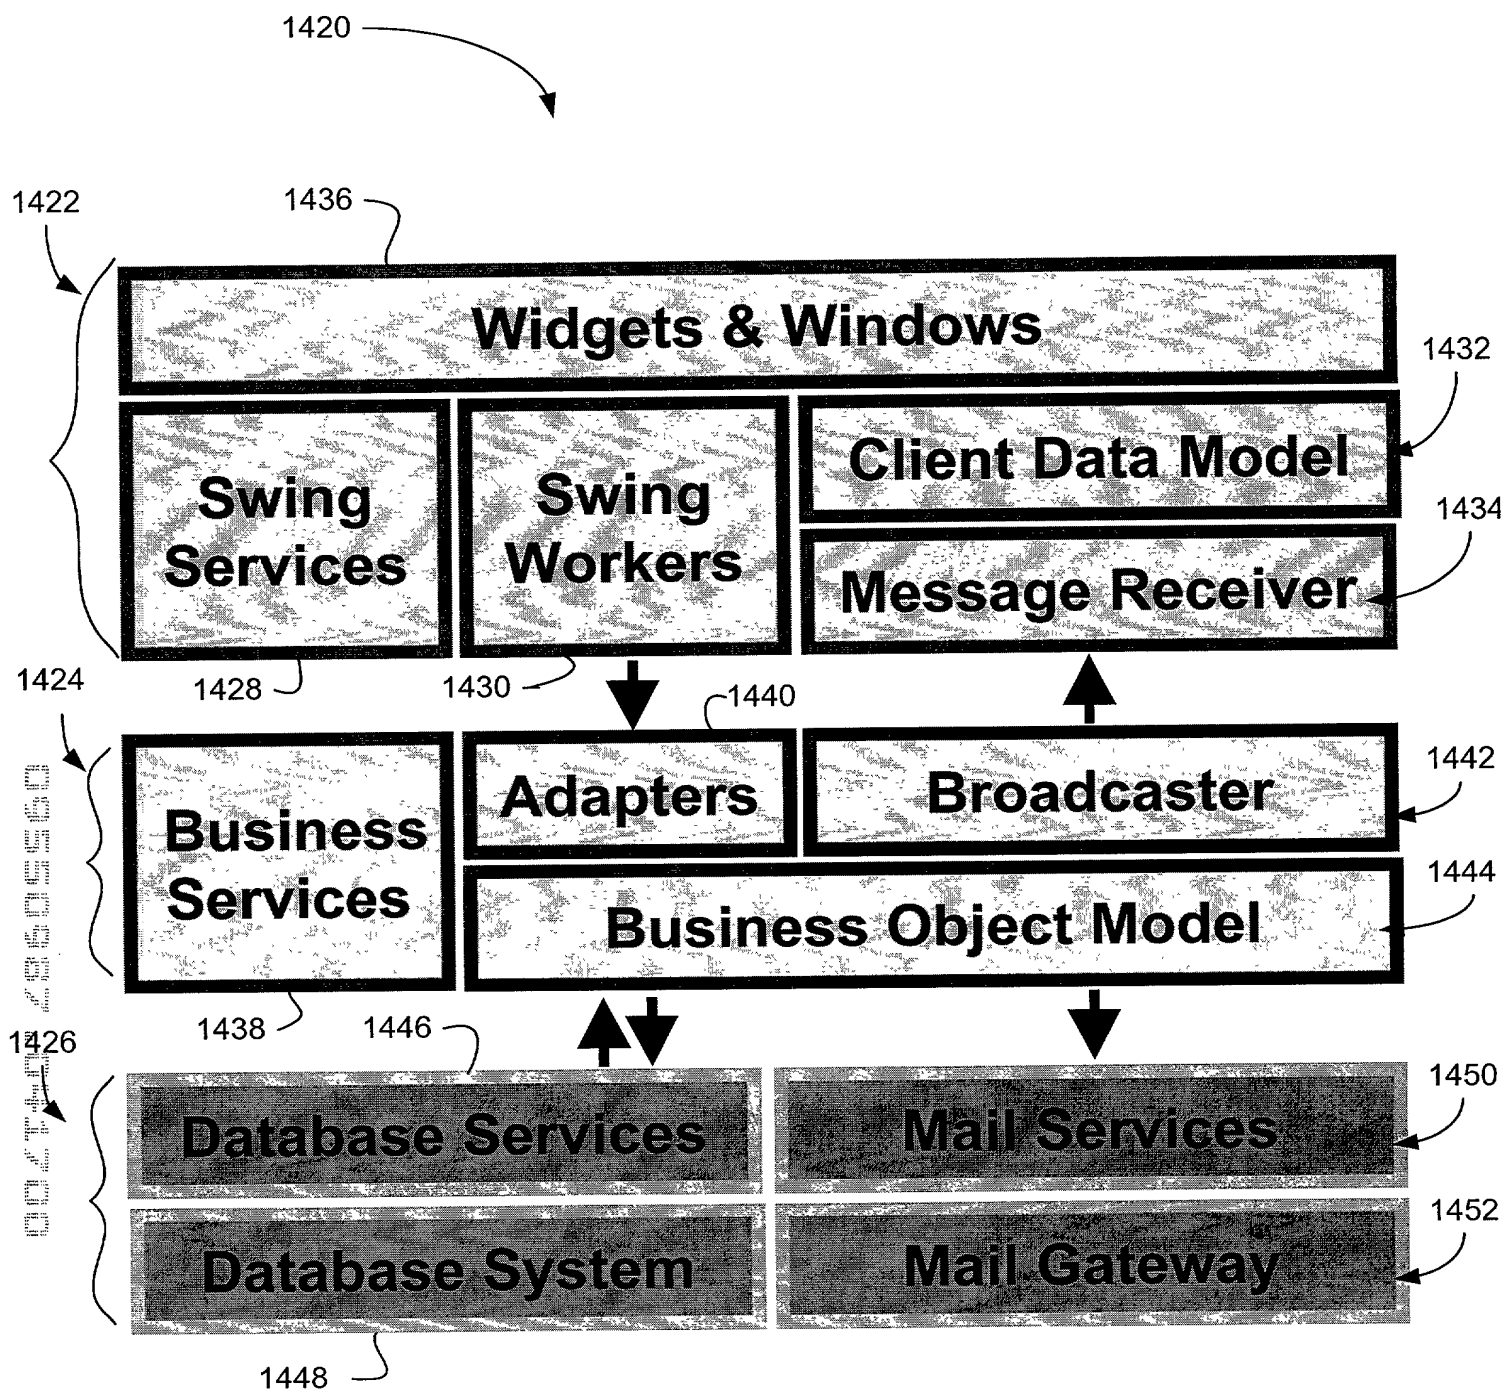 1420
1422
1436
Widgets & Windows
1432
Client Data Model
Swing
Services
Swing
Workers
1434
Message Receiver
1424
1428
1430
1440
Adapters
Broadcaster
1442
Business
Services
1444
Business Object Model
1438
1446
1426
1450
Database Services
Mail Services
1452
Database System
Mail Gateway
1448